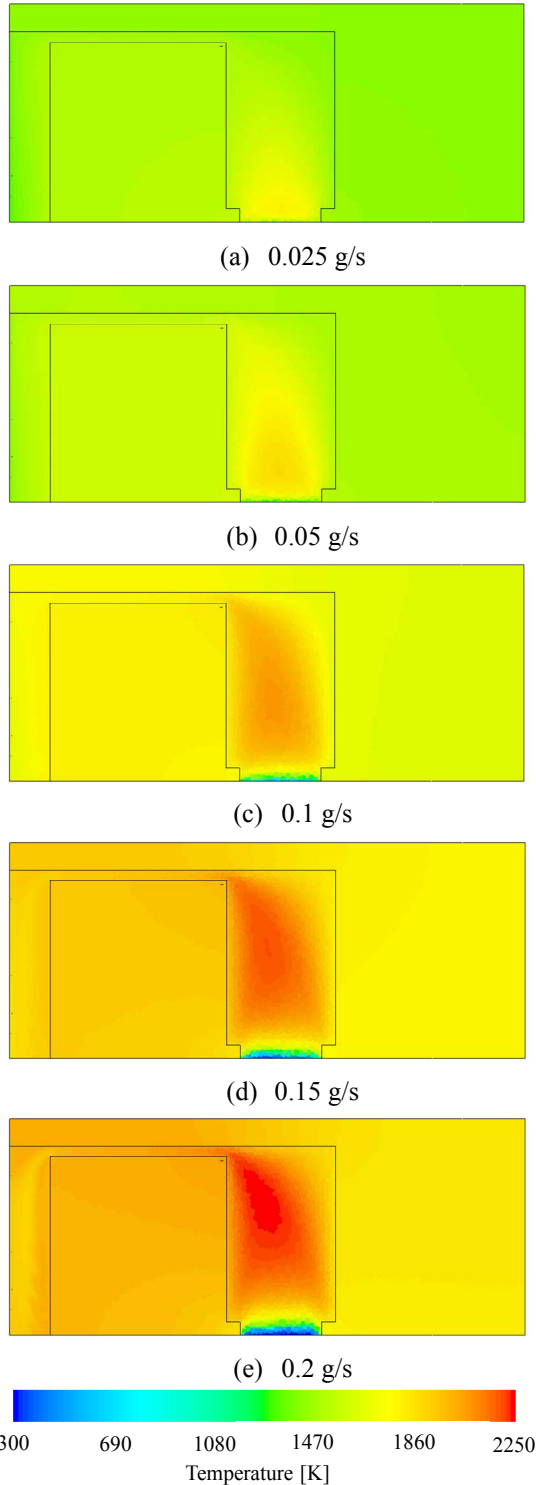 (a) 0.025 g/s
(b) 0.05 g/s
(c) 0.1 g/s
(d) 0.15 g/s
(e) 0.2 g/s
300 690 1080 1470 1860 2250
Temperature [K]